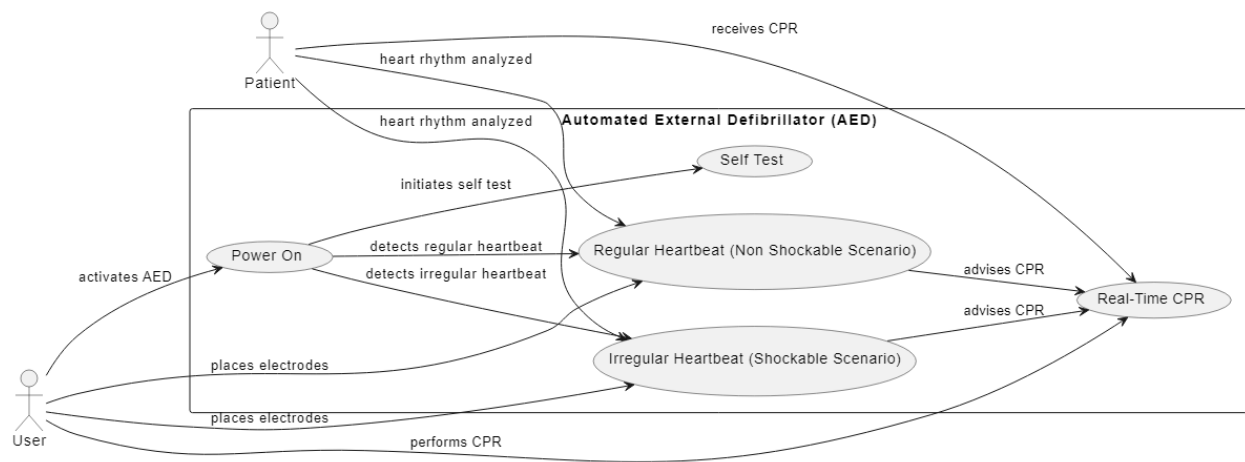 receives CPR
heart rhythm analyzed
Patient
heart rhythm analyzed
Automated External Defibrillator (AED)
Self Test
initiates self test
Power On
detects regular heartbeat
Regular Heartbeat (Non Shockable Scenario)
activates AED
detects irregular heartbeat
advises CPR
Real-Time CPR
advises CPR
Irregular Heartbeat (Shockable Scenario)
places electrodes
places electrodes
User
performs CPR